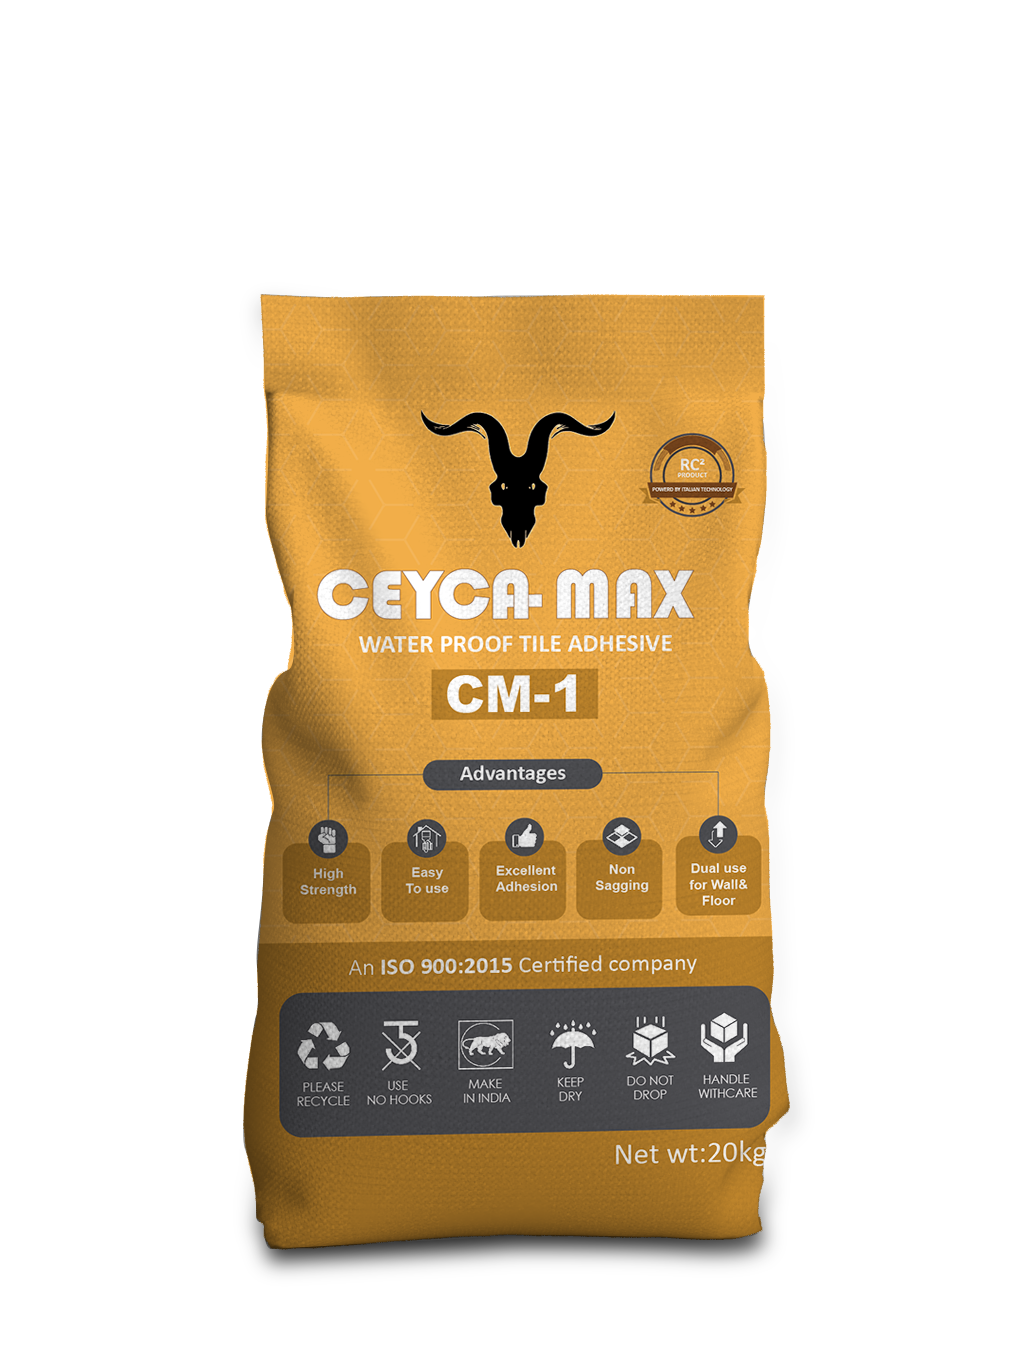 RC²
PRODUCT
POWERD BY ITALIAN TECHNOLOGY
CEYCA-MAX
WATER PROOF TILE ADHESIVE
CM-1
Advantages
High
Strength
Easy
To use
Excellent
Adhesion
Non
Sagging
Dual use
for Wall&
Floor
An ISO 900:2015 Certified company
PLEASE
RECYCLE
USE
NO HOOKS
MAKE
IN INDIA
KEEP
DRY
DO NOT
DROP
HANDLE
WITHCARE
Net wt:20kg